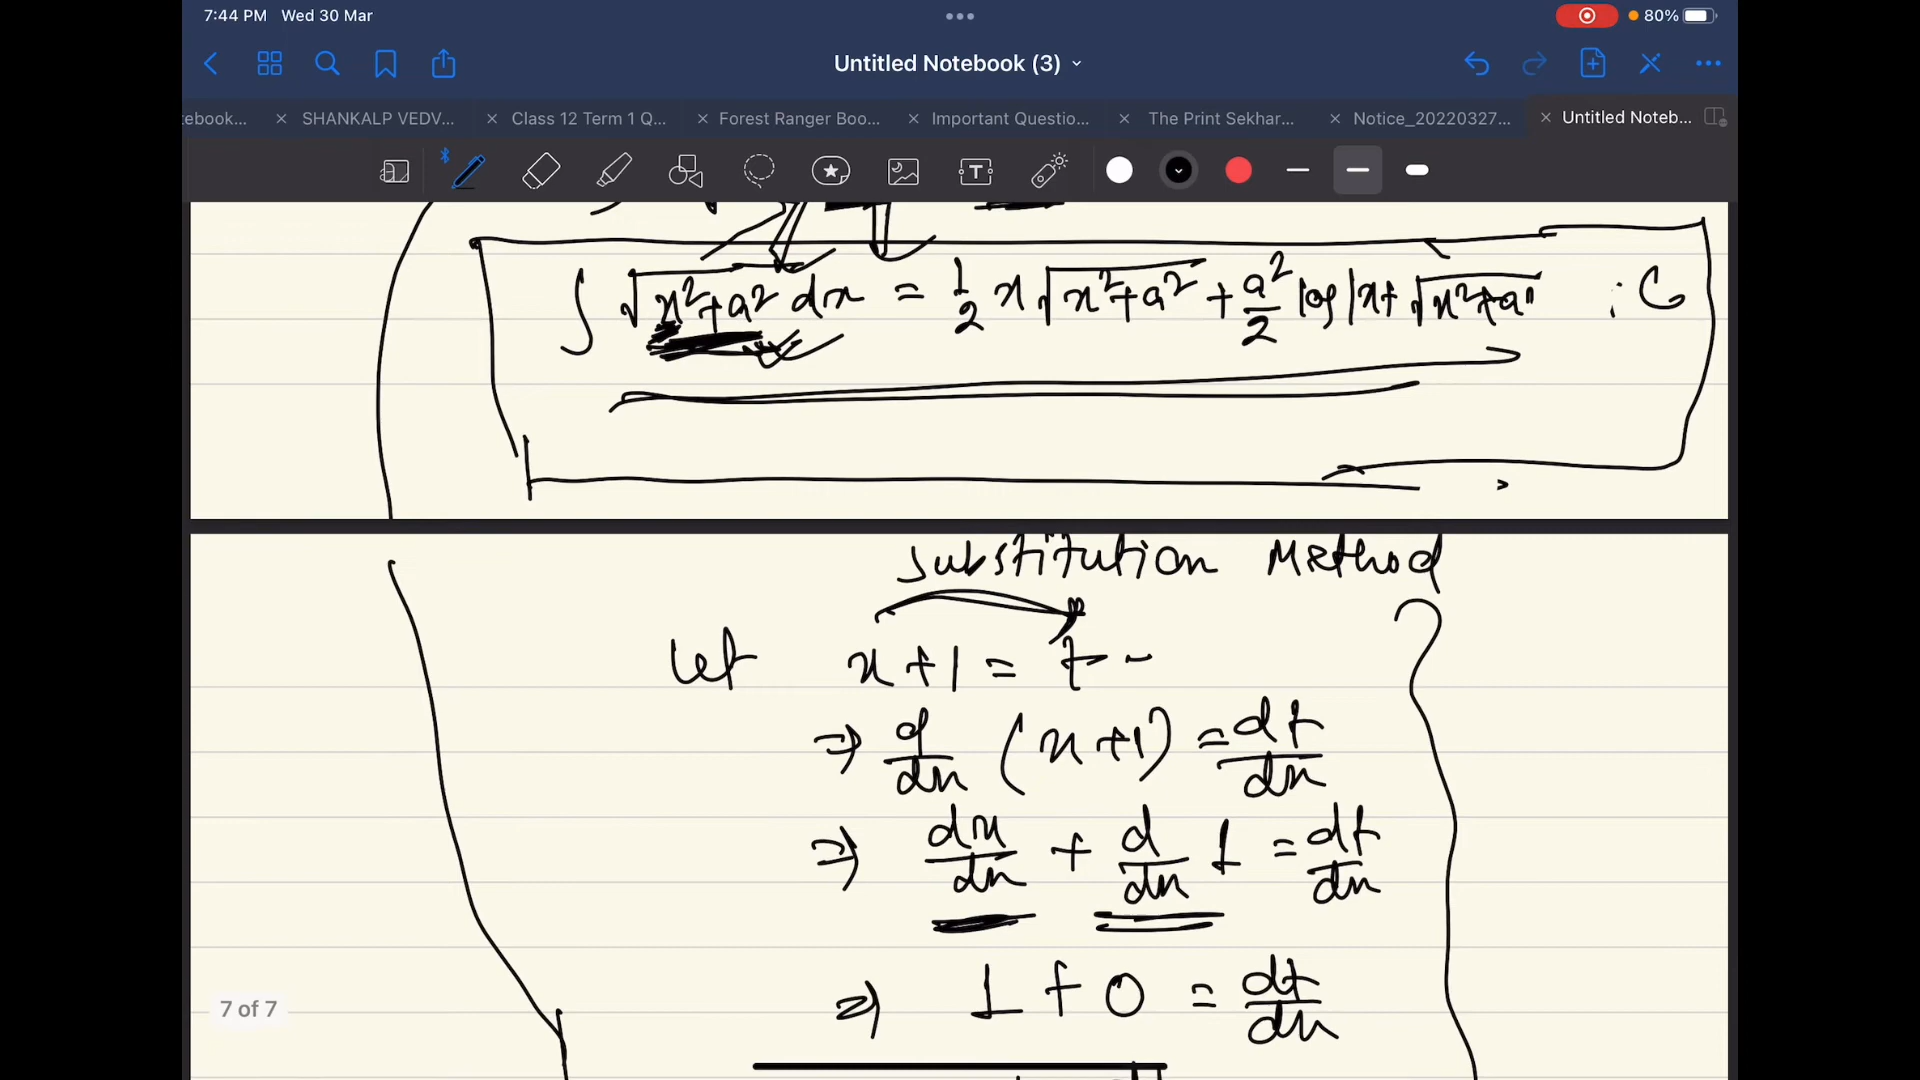 7:44 PM Wed 30 Mar
80%
Untitled Notebook (3)
tebook...
SHANKALP VEDV...
Class 12 Term 1 Q...
Forest Ranger Boo...
Important Questio...
The Print Sekhar...
Notice_20220327...
Untitled Noteb...
∫ √(x²+a²) dx = 1/2 x √(x²+a²) + a²/2 log |x + √(x²+a² + C
Substitution Method
let x+1 = t
⇒ d/dx (x+1) = dt/dx
⇒ dx/dx + d/dx 1 = dt/dx
⇒ 1 + 0 = dt/dx
7 of 7